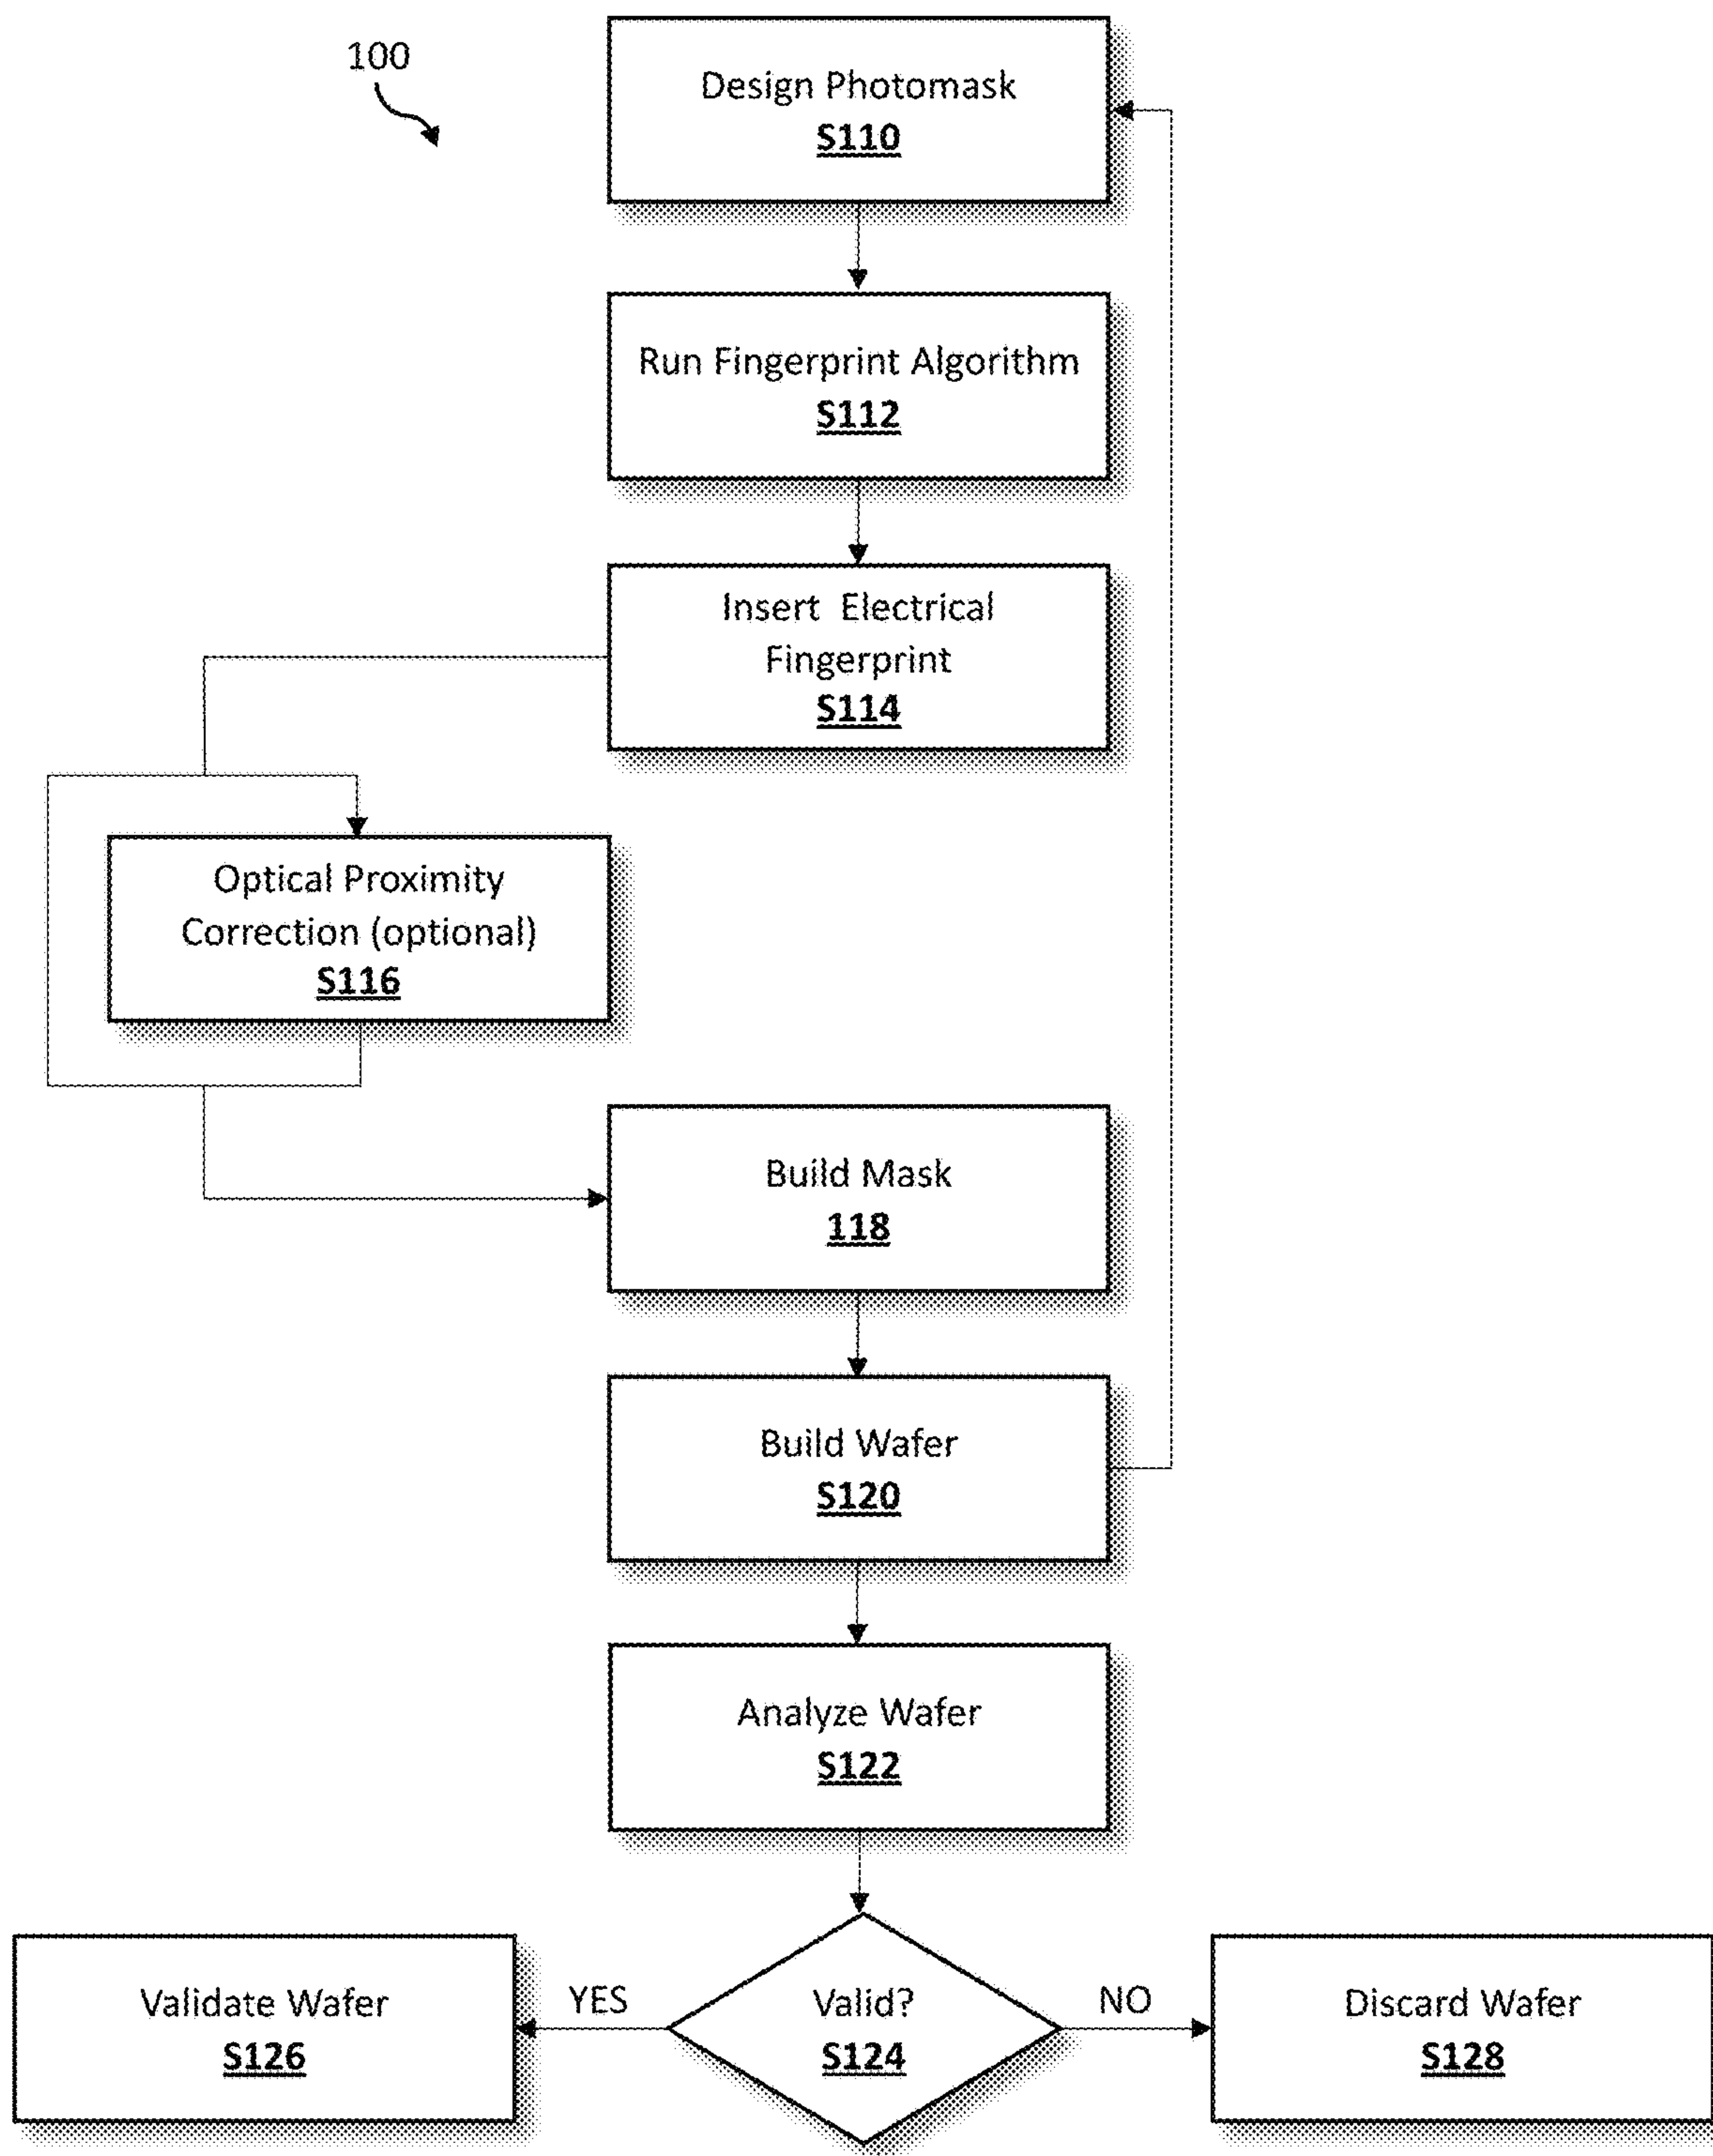 100
Design Photomask
S110
Run Fingerprint Algorithm
S112
Insert Electrical
Fingerprint
S114
Optical Proximity
Correction (optional)
S116
Build Mask
118
Build Wafer
S120
Analyze Wafer
S122
Valid?
S124
YES
NO
Validate Wafer
S126
Discard Wafer
S128